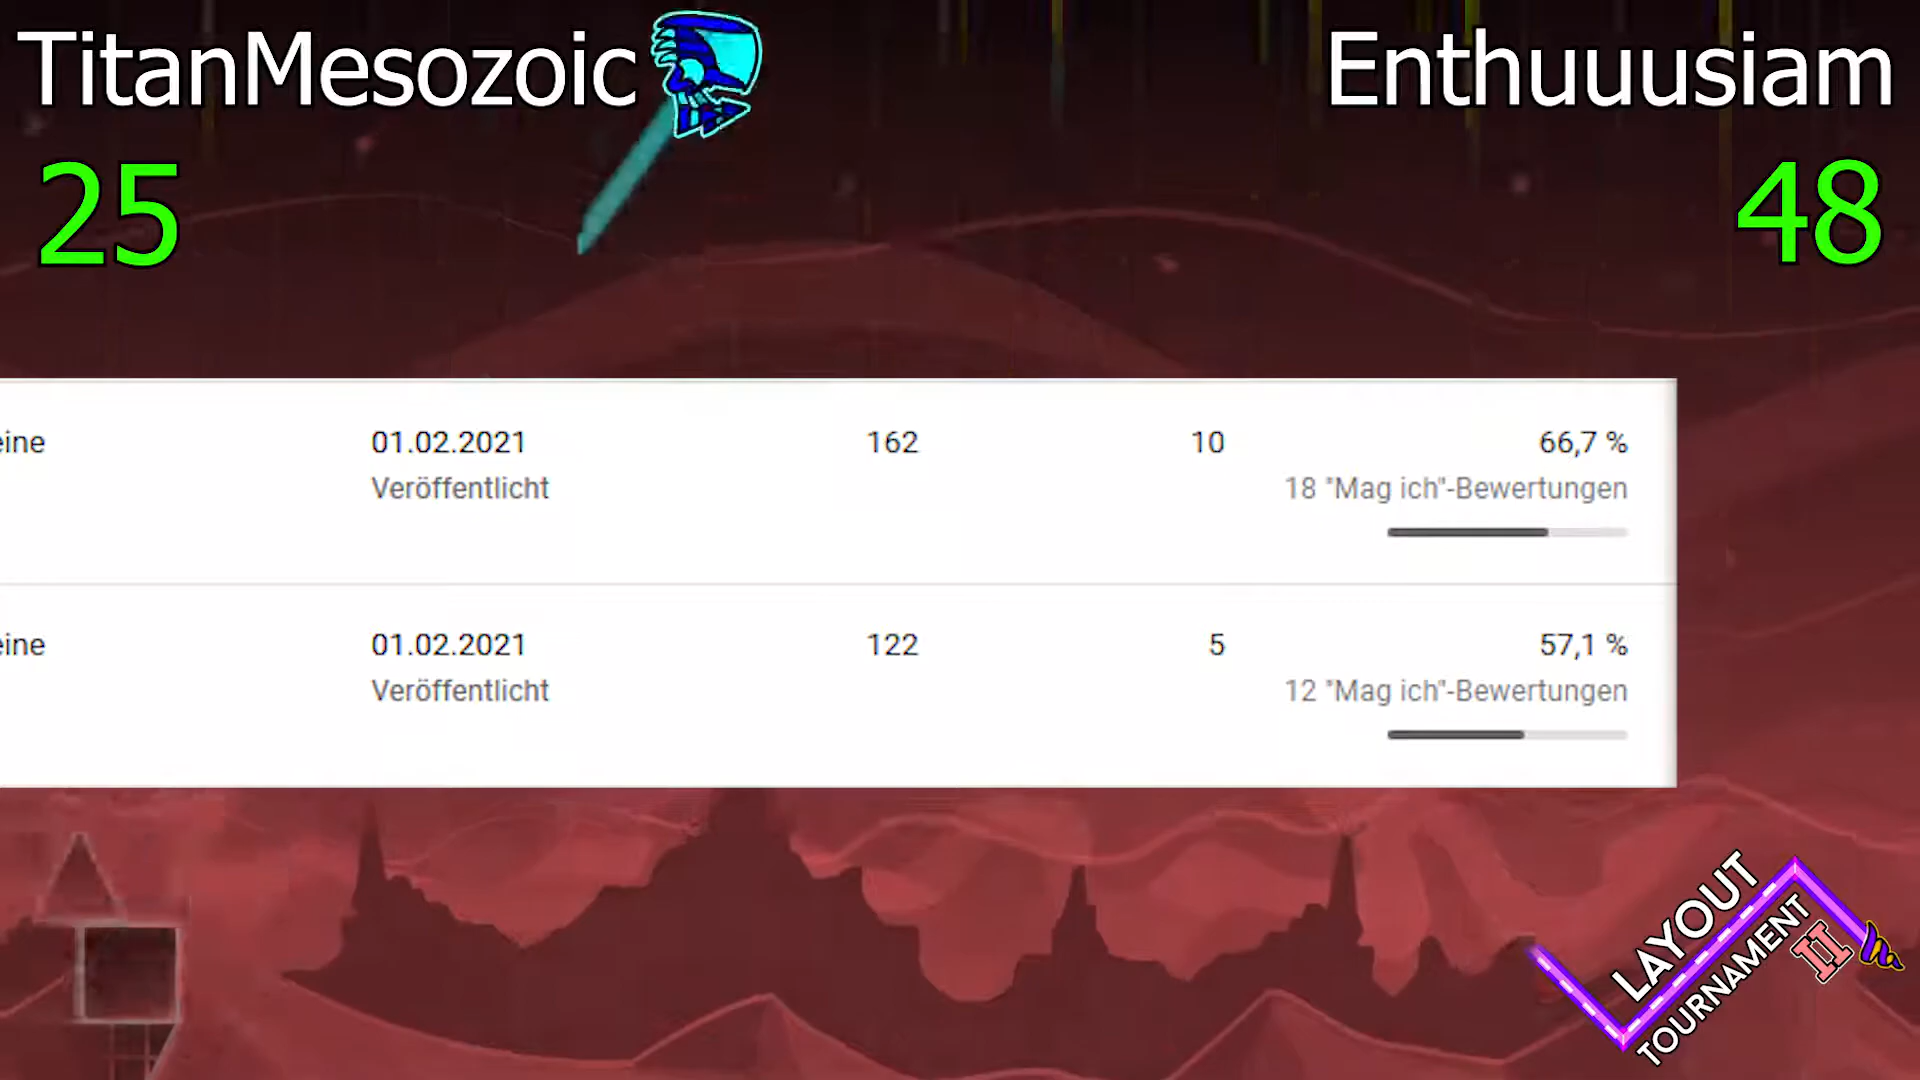 TitanMesozoic
Enthuuusiam
25
48
eine
01.02.2021
162
10
66,7 %
Veröffentlicht
18 "Mag ich"-Bewertungen
eine
01.02.2021
122
5
57,1 %
Veröffentlicht
12 "Mag ich"-Bewertungen
LAYOUT
TOURNAMENT
II